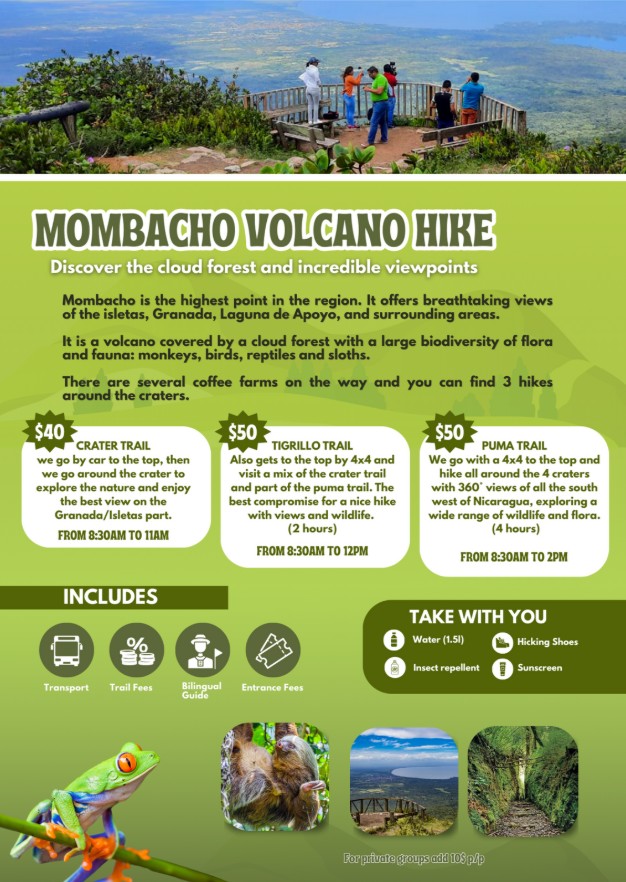 MOMBACHO VOLCANO HIKE
Discover the cloud forest and incredible viewpoints
Mombacho is the highest point in the region. It offers breathtaking views
of the isletas, Granada, Laguna de Apoyo, and surrounding areas.
It is a volcano covered by a cloud forest with a large biodiversity of flora
and fauna: monkeys, birds, reptiles and sloths.
There are several coffee farms on the way and you can find 3 hikes
around the craters.
$40
CRATER TRAIL
we go by car to the top, then
we go around the crater to
explore the nature and enjoy
the best view on the
Granada/Isletas part.
FROM 8:30AM TO 11AM
$50
TIGRILLO TRAIL
Also gets to the top by 4x4 and
visit a mix of the crater trail
and part of the puma trail. The
best compromise for a nice hike
with views and wildlife.
(2 hours)
FROM 8:30AM TO 12PM
$50
PUMA TRAIL
We go with a 4x4 to the top and
hike all around the 4 craters
with 360° views of all the south
west of Nicaragua, exploring a
wide range of wildlife and flora.
(4 hours)
FROM 8:30AM TO 2PM
INCLUDES
Transport
%
Trail Fees
Bilingual
Guide
Entrance Fees
TAKE WITH YOU
Water (1.5l)
Hicking Shoes
Insect repellent
Sunscreen
For private groups add 10$ p/p